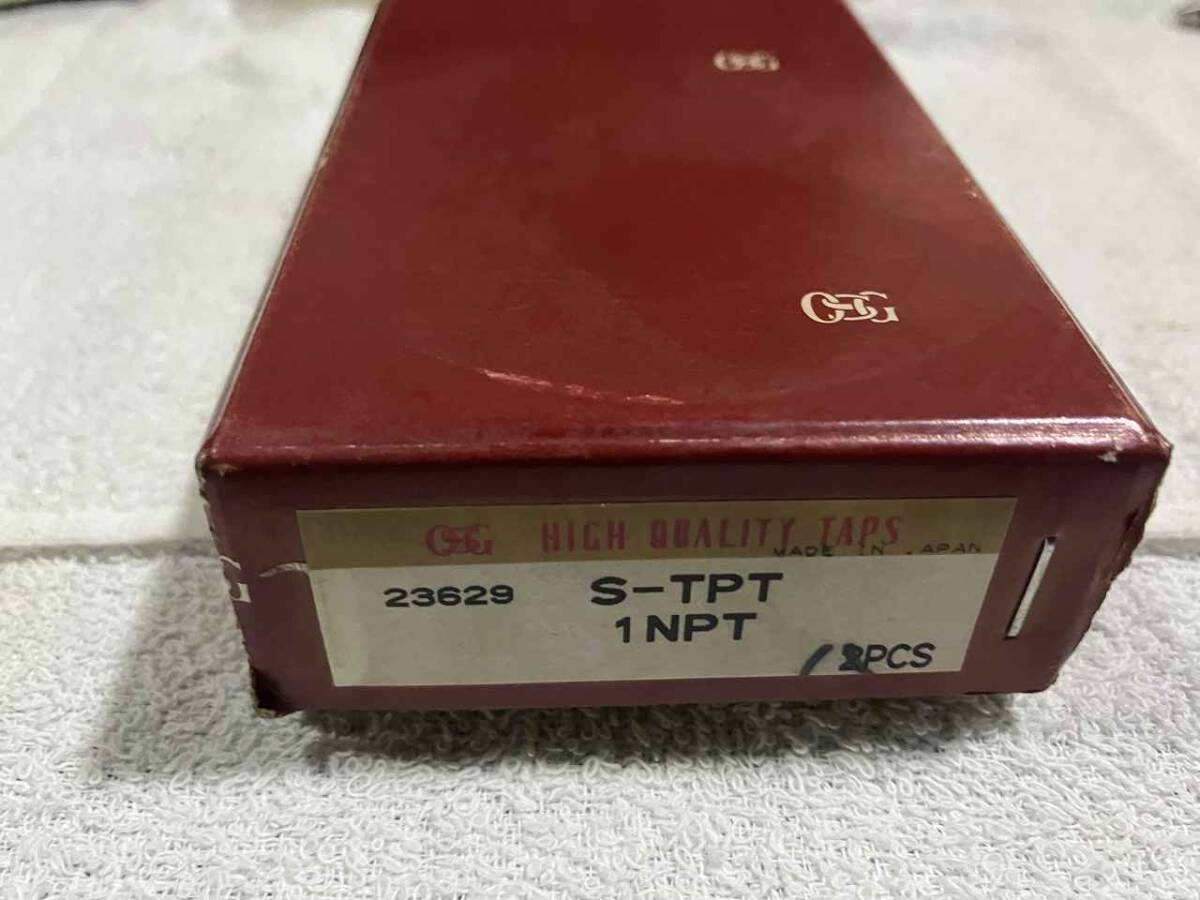 OSG
OSG
OSG HIGH QUALITY TAPS
MADE IN JAPAN
23629 S-TPT
1NPT
PCS